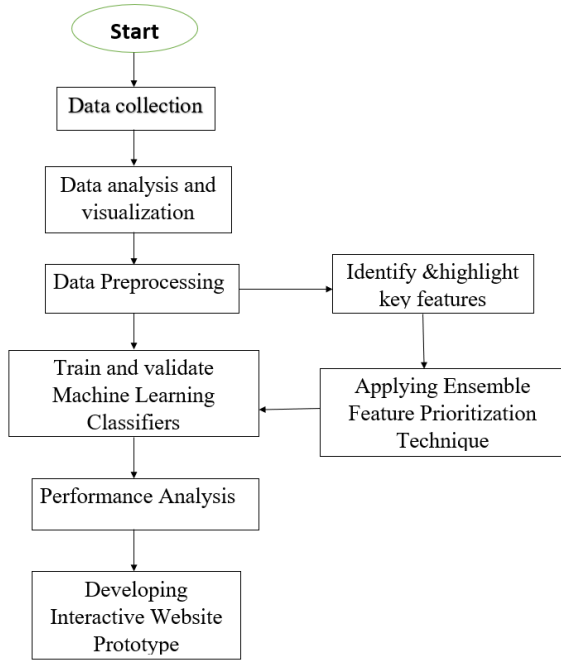 Start
Data collection
Data analysis and
visualization
Data Preprocessing
Identify &highlight
key features
Train and validate
Machine Learning
Classifiers
Applying Ensemble
Feature Prioritization
Technique
Performance Analysis
Developing
Interactive Website
Prototype